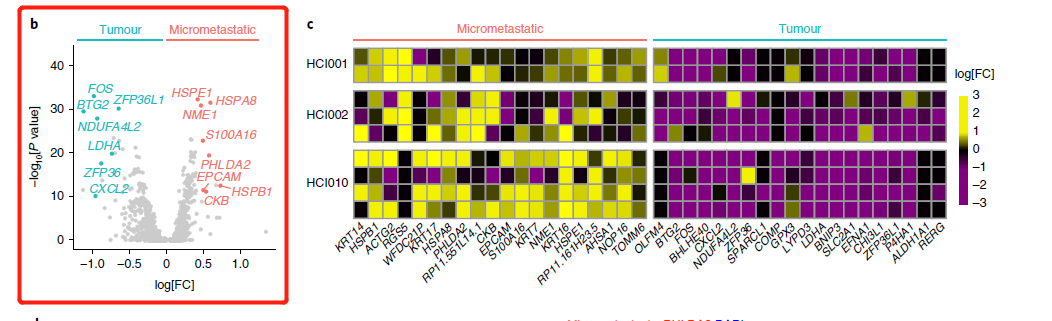 b
Tumour Micrometastatic
40
30
20
10
0
–log10[P value]
FOS
BTG2
ZFP36L1
NDUFA4L2
LDHA
ZFP36
CXCL2
HSPE1
HSPA8
NME1
S100A16
PHLDA2
EPCAM
HSPB1
CKB
–1.0 –0.5 0 0.5 1.0
log[FC]
c
Micrometastatic Tumour
HCI001
HCI002
HCI010
KRT14 HSPB1 ACTG2 RGS5 WFDC21P KRT17 HSPA8 PHLDA2 RP11.551L14.1 CKB EPCAM S100A16 KRT7 NME1 KRT16 HSPE1 RP11.161H23.5 AHSA1 NOP16 TOMM6 OLFM4 BTG2 FOS BHLHE40 CXCL2 NDUFA4L2 ZFP36 SPARCL1 COMP GPX3 LYPD3 LDHA BNIP3 SLC2A1 EFNA1 CHI3L1 ZFP36L1 P4HA1 ALDH1A1 RERG
log[FC]
3
2
1
0
–1
–2
–3